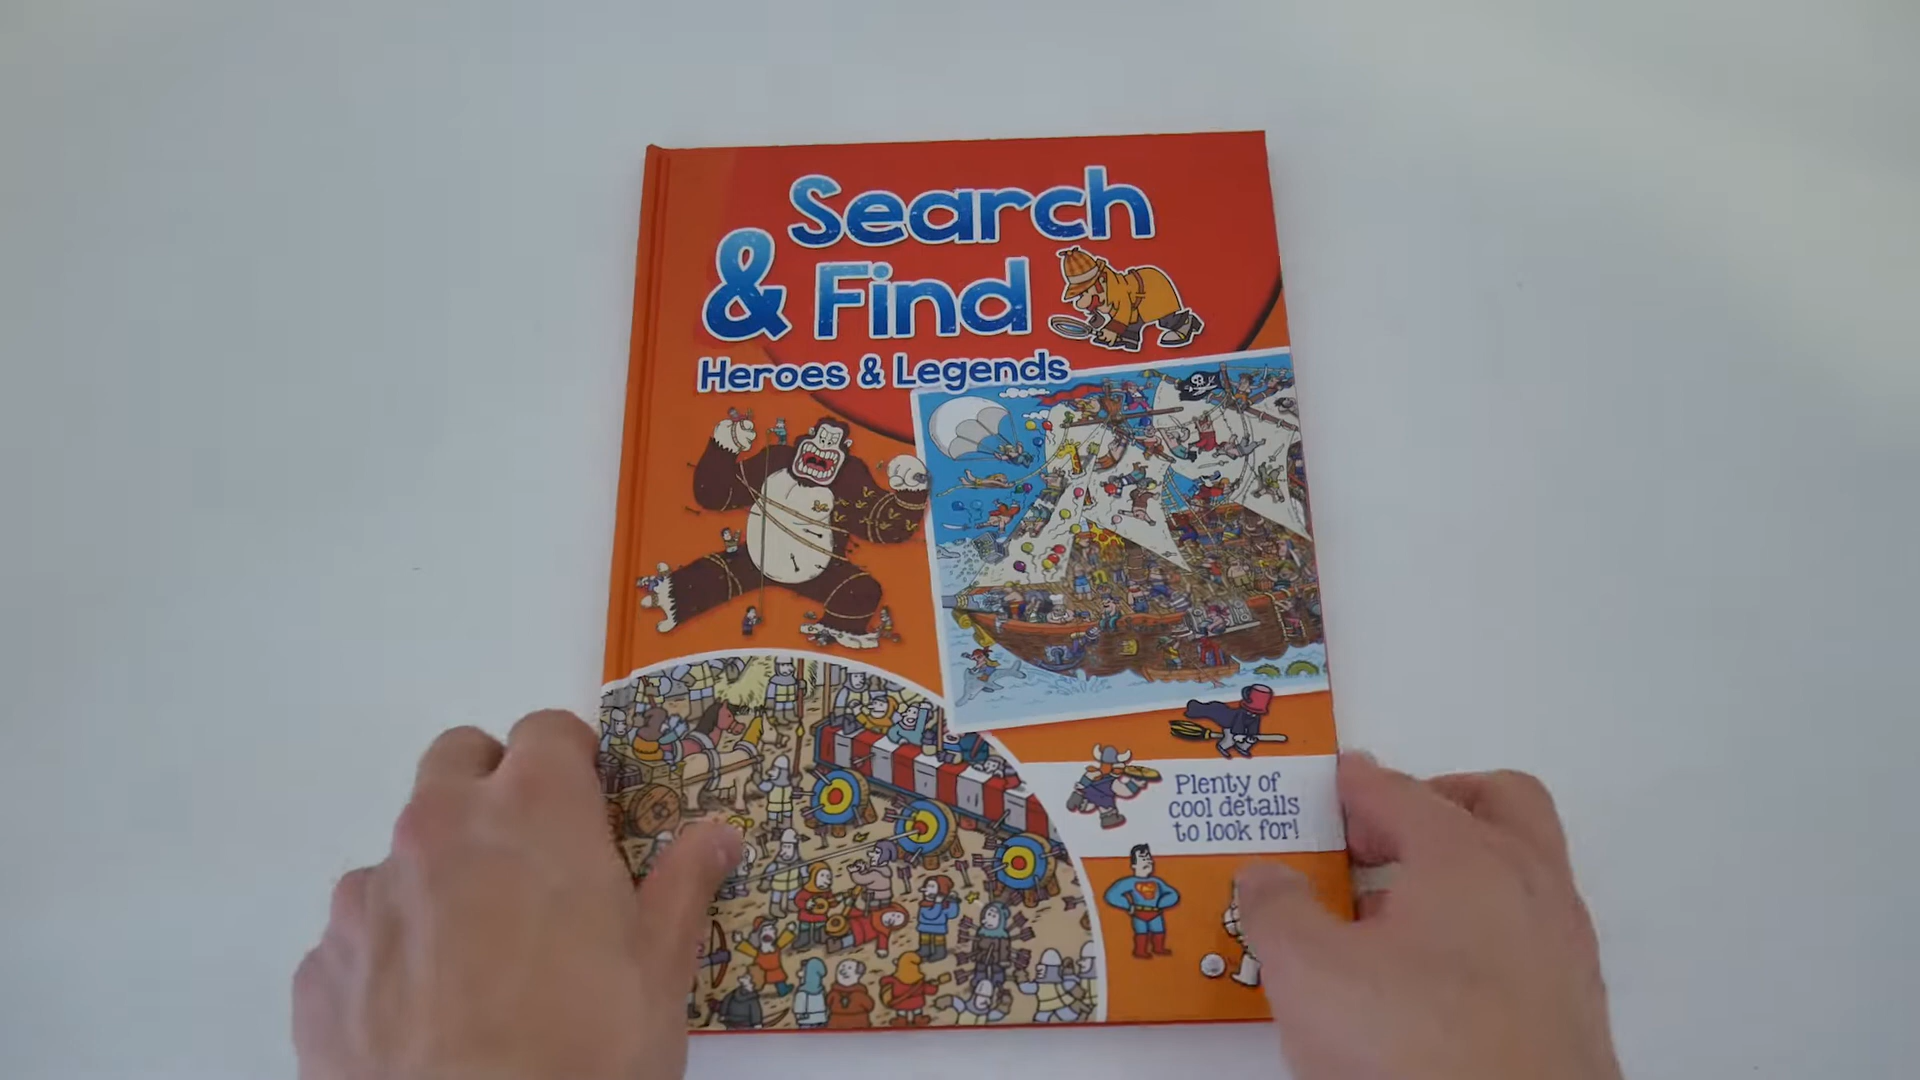 Search
& Find
Heroes & Legends
Plenty of
cool details
to look for!